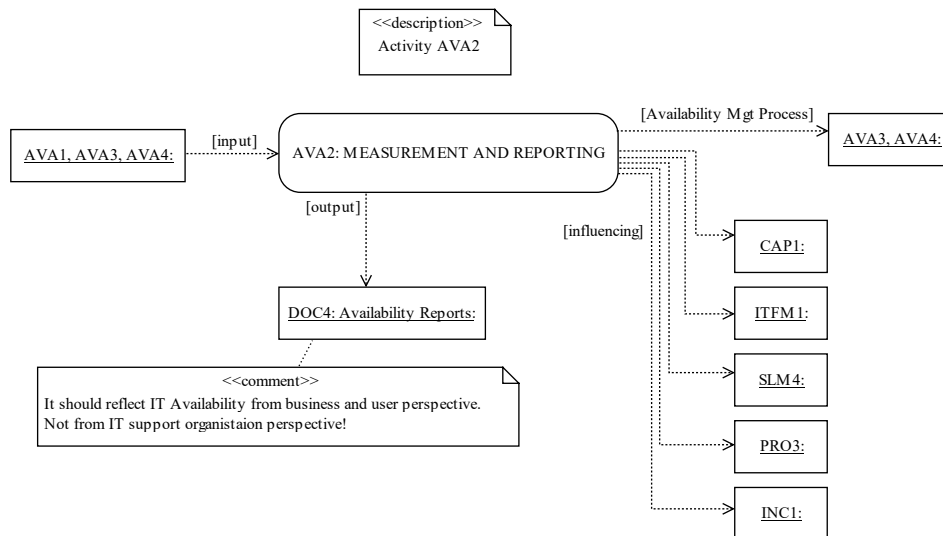 <<description>>
Activity AVA2
[Availability Mgt Process]
[input]
AVA1, AVA3, AVA4:
AVA2: MEASUREMENT AND REPORTING
AVA3, AVA4:
[output]
[influencing]
CAP1:
ITFM1:
DOC4: Availability Reports:
SLM4:
<<comment>>
It should reflect IT Availability from business and user perspective.
Not from IT support organistaion perspective!
PRO3:
INC1: